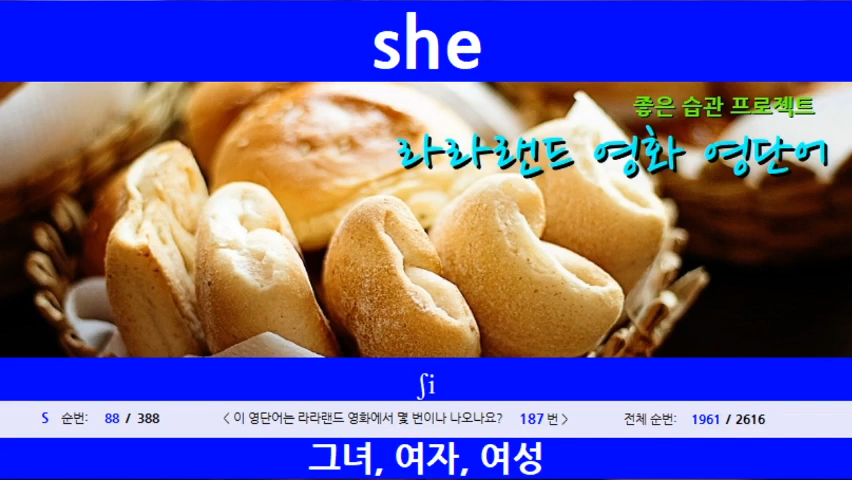 she
좋은 습관 프로젝트
라라랜드 영화 영단어
ʃi
S 순번: 88 / 388 < 이 영단어는 라라랜드 영화에서 몇 번이나 나오나요? 187 번 > 전체 순번: 1961 / 2616
그녀, 여자, 여성